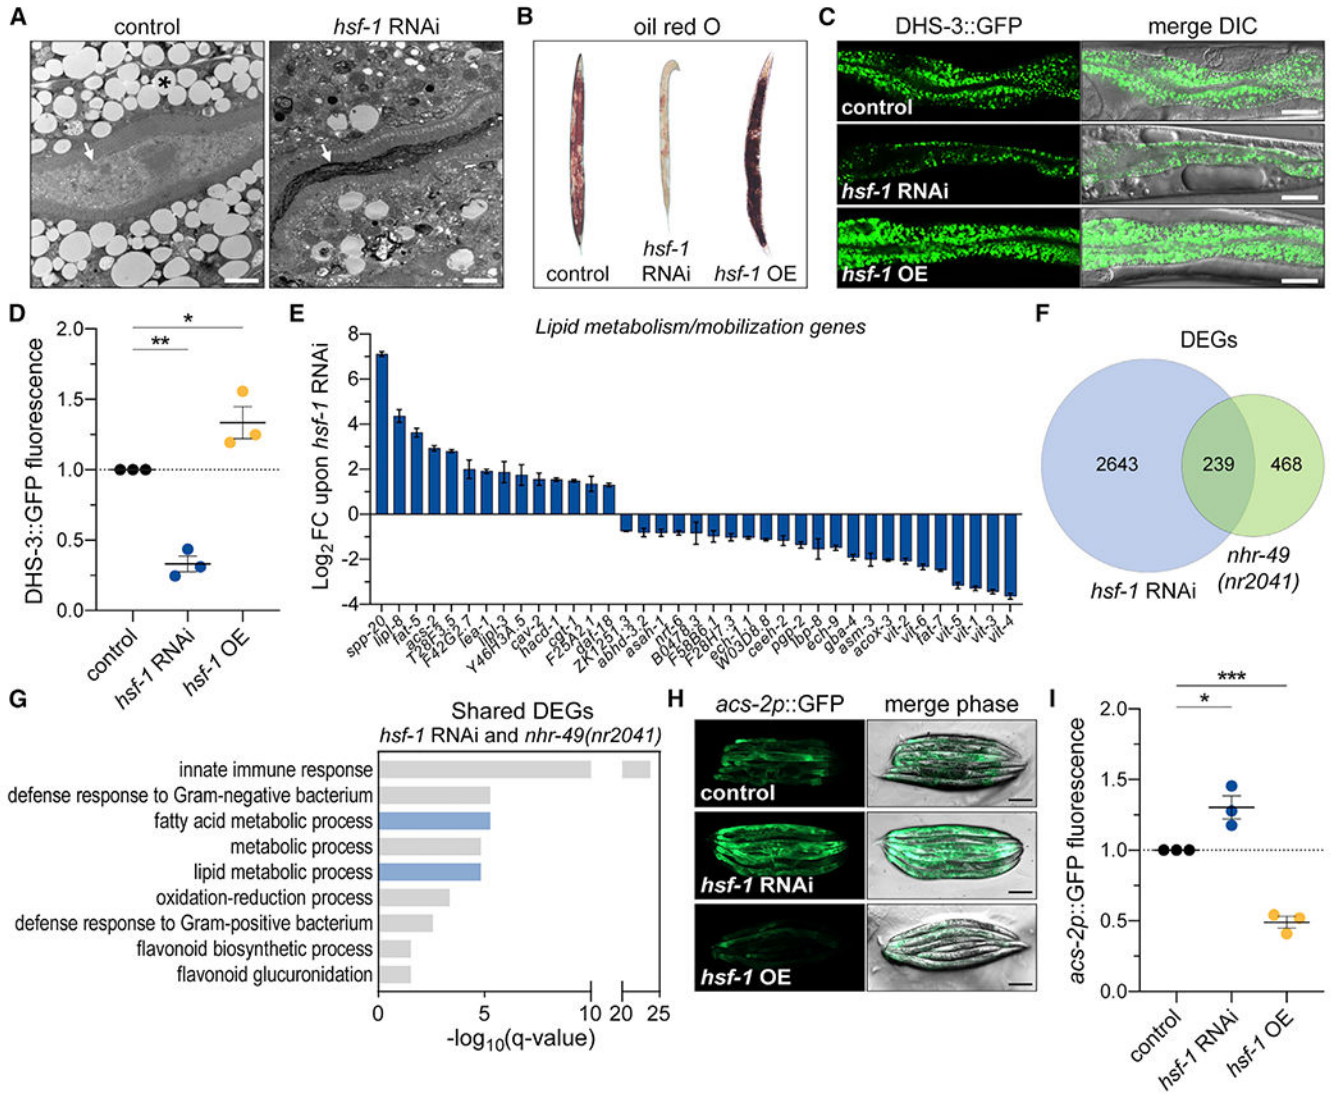 A
control
hsf-1 RNAi
*
B
oil red O
control
hsf-1
RNAi
hsf-1 OE
C
DHS-3::GFP
merge DIC
control
hsf-1 RNAi
hsf-1 OE
D
DHS-3::GFP fluorescence
2.0
1.5
1.0
0.5
0.0
*
**
control
hsf-1 RNAi
hsf-1 OE
E
Lipid metabolism/mobilization genes
Log2 FC upon hsf-1 RNAi
8
6
4
2
0
-2
-4
spp-20
lipl-8
fat-5
acs-2
T28F3.5
F42G2.7
lea-1
lipl-3
Y46H3A.5
cav-2
hacd-1
cgt-1
F25A2.1
daf-18
ZK1251.3
abhd-3.2
asah-1
nrf-6
B0478.3
F58B6.1
F28H7.3
ech-1.1
W03D8.8
ceeh-2
pgp-2
lbp-8
ech-9
gba-4
asm-3
acox-3
vit-2
vit-6
fat-7
vit-5
vit-1
vit-3
vit-4
F
DEGs
2643
239
468
hsf-1 RNAi
nhr-49
(nr2041)
G
Shared DEGs
hsf-1 RNAi and nhr-49(nr2041)
innate immune response
defense response to Gram-negative bacterium
fatty acid metabolic process
metabolic process
lipid metabolic process
oxidation-reduction process
defense response to Gram-positive bacterium
flavonoid biosynthetic process
flavonoid glucuronidation
0
5
10
20
25
-log10(q-value)
H
acs-2p::GFP
merge phase
control
hsf-1 RNAi
hsf-1 OE
I
acs-2p::GFP fluorescence
2.0
1.5
1.0
0.5
0.0
***
*
control
hsf-1 RNAi
hsf-1 OE